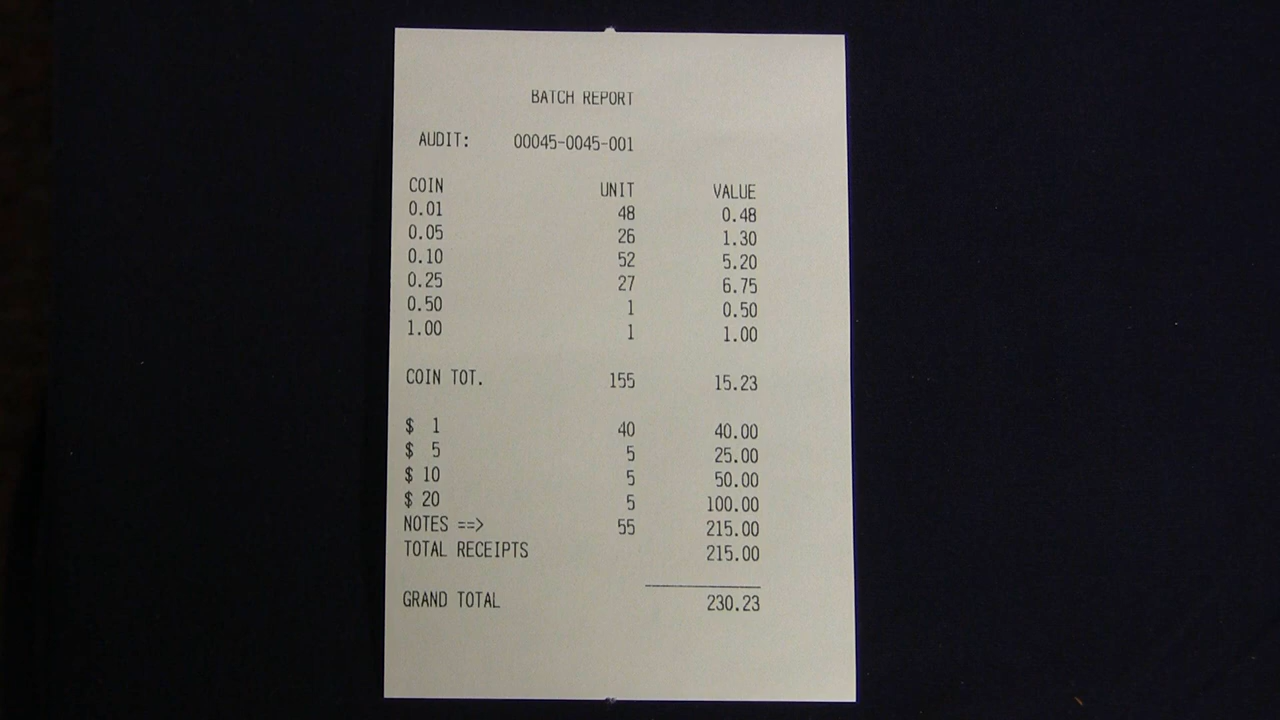 BATCH REPORT
AUDIT: 00045-0045-001
COIN UNIT VALUE
0.01 48 0.48
0.05 26 1.30
0.10 52 5.20
0.25 27 6.75
0.50 1 0.50
1.00 1 1.00
COIN TOT. 155 15.23
$ 1 40 40.00
$ 5 5 25.00
$ 10 5 50.00
$ 20 5 100.00
NOTES ==> 55 215.00
TOTAL RECEIPTS 215.00
GRAND TOTAL 230.23